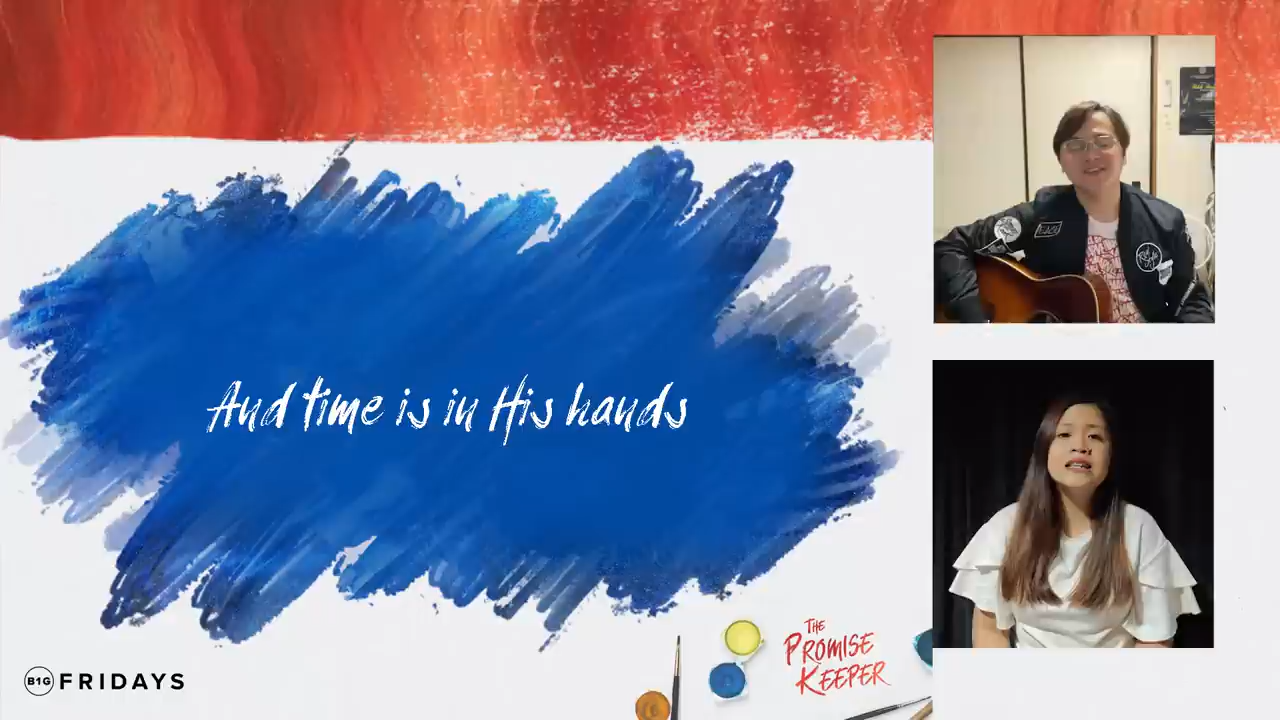 And time is in His hands
B1G FRIDAYS
THE
PROMISE
KEEPER